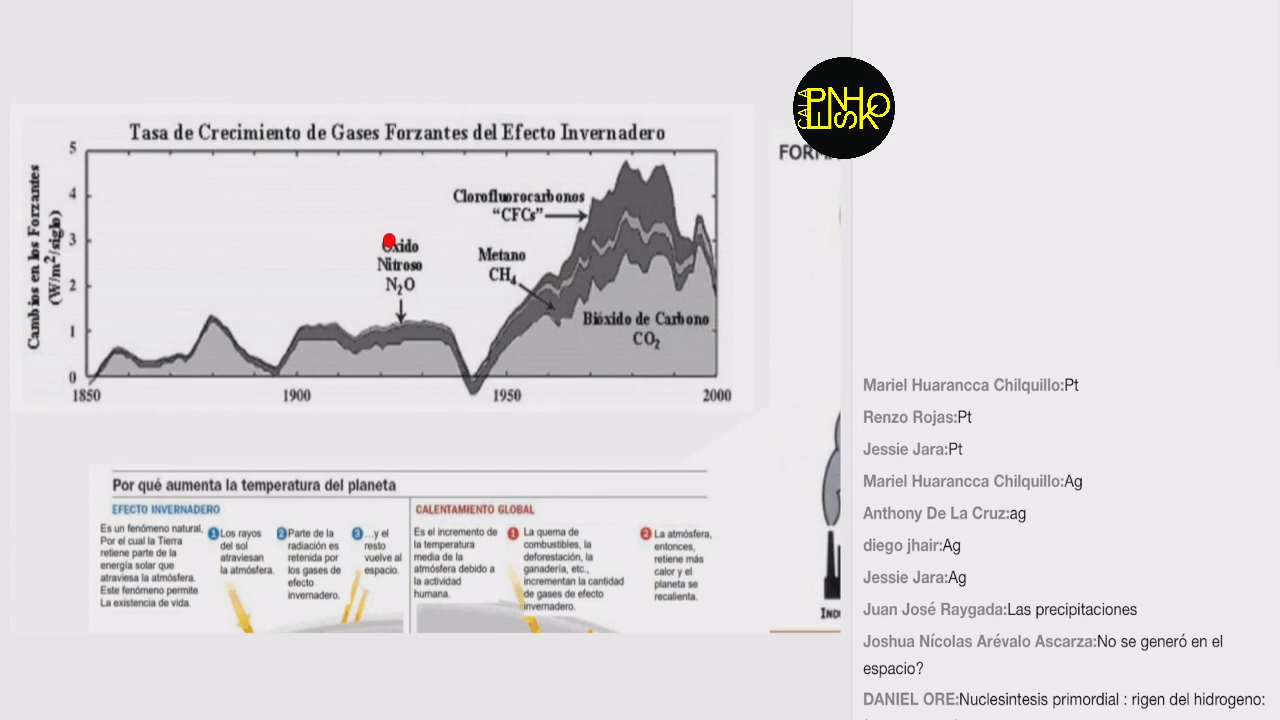 Tasa de Crecimiento de Gases Forzantes del Efecto Invernadero
Cambios en los Forzantes
(W/m²/siglo)
5
4
3
2
1
0
1850
1900
1950
2000
Clorofluorocarbonos
“CFCs”
Óxido
Nitroso
N₂O
Metano
CH₄
Bióxido de Carbono
CO₂
Por qué aumenta la temperatura del planeta
EFECTO INVERNADERO
Es un fenómeno natural,
Por el cual la Tierra
retiene parte de la
energía solar que
atraviesa la atmósfera.
Este fenómeno permite
La existencia de vida.
1 Los rayos
del sol
atraviesan
la atmósfera.
2 Parte de la
radiación es
retenida por
los gases de
efecto
invernadero.
3 ...y el
resto
vuelve al
espacio.
CALENTAMIENTO GLOBAL
Es el incremento de
la temperatura
media de la
atmósfera debido a
la actividad
humana.
1 La quema de
combustibles, la
deforestación, la
ganadería, etc.,
incrementan la cantidad
de gases de efecto
invernadero.
2 La atmósfera,
entonces,
retiene más
calor y el
planeta se
recalienta.
Mariel Huarancca Chilquillo:Pt
Renzo Rojas:Pt
Jessie Jara:Pt
Mariel Huarancca Chilquillo:Ag
Anthony De La Cruz:ag
diego jhair:Ag
Jessie Jara:Ag
Juan José Raygada:Las precipitaciones
Joshua Nícolas Arévalo Ascarza:No se generó en el
espacio?
DANIEL ORE:Nuclesintesis primordial : rigen del hidrogeno: